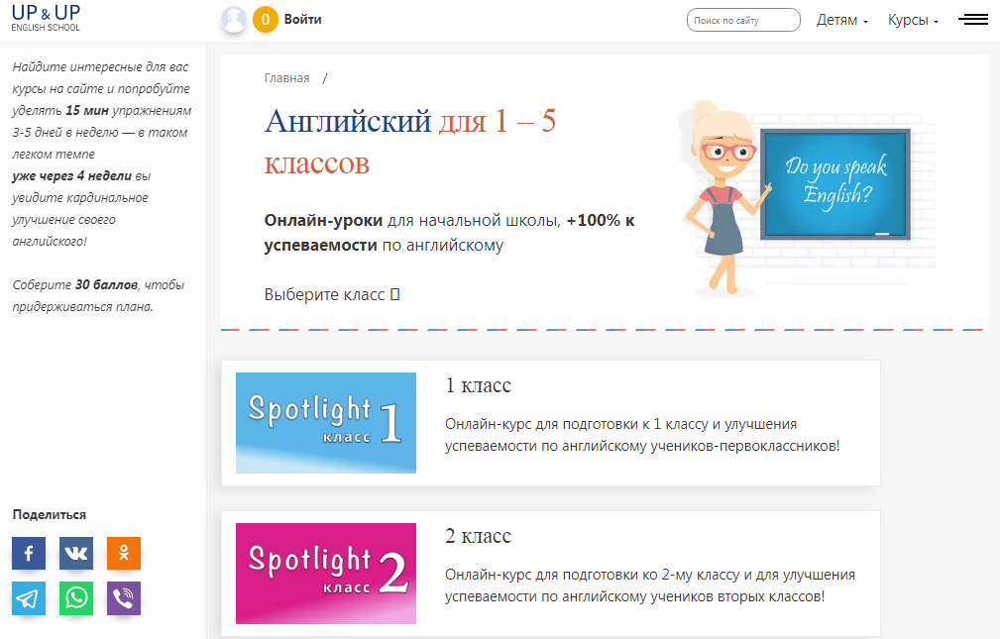 UP & UP
ENGLISH SCHOOL
0 Войти
Поиск по сайту
Детям
Курсы
Найдите интересные для вас
курсы на сайте и попробуйте
уделять 15 мин упражнениям
3-5 дней в неделю — в таком
легком темпе
уже через 4 недели вы
увидите кардинальное
улучшение своего
английского!
Соберите 30 баллов, чтобы
придерживаться плана.
Поделиться
Главная /
Английский для 1 – 5
классов
Онлайн-уроки для начальной школы, +100% к
успеваемости по английскому
Выберите класс
Do you speak
English?
Spotlight 1
класс
1 класс
Онлайн-курс для подготовки к 1 классу и улучшения
успеваемости по английскому учеников-первоклассников!
Spotlight 2
класс
2 класс
Онлайн-курс для подготовки ко 2-му классу и для улучшения
успеваемости по английскому учеников вторых классов!